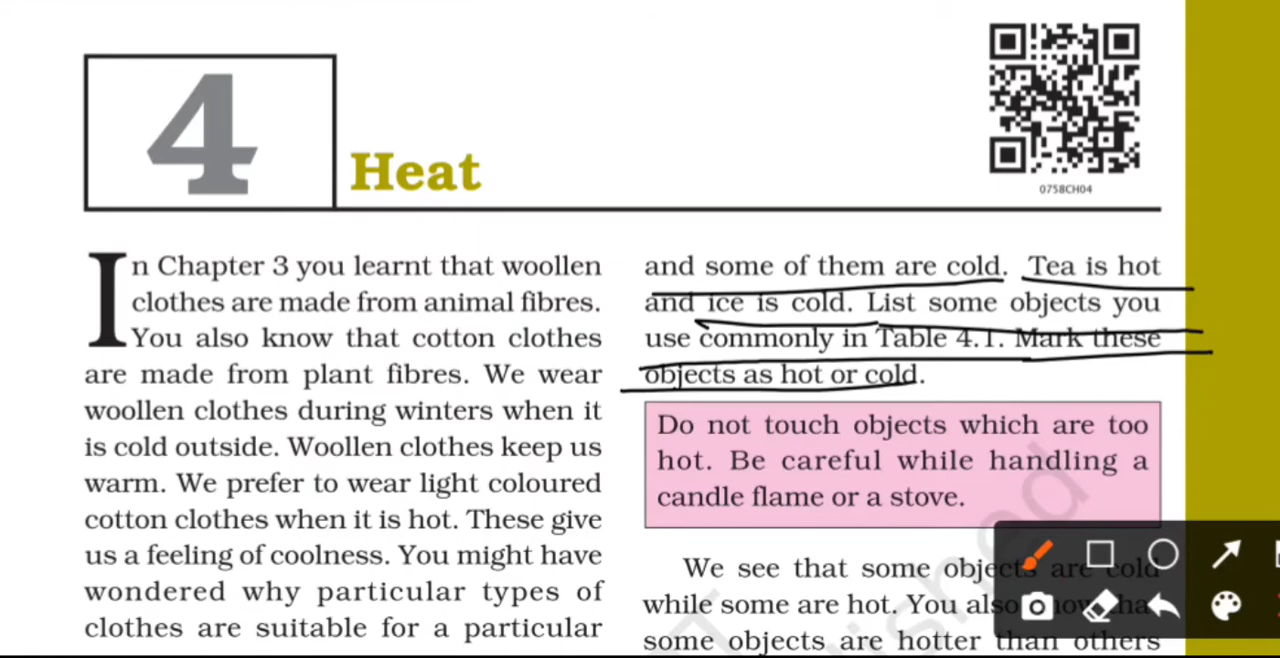 4
Heat
0758CH04
In Chapter 3 you learnt that woollen
clothes are made from animal fibres.
You also know that cotton clothes
are made from plant fibres. We wear
woollen clothes during winters when it
is cold outside. Woollen clothes keep us
warm. We prefer to wear light coloured
cotton clothes when it is hot. These give
us a feeling of coolness. You might have
wondered why particular types of
clothes are suitable for a particular
and some of them are cold. Tea is hot
and ice is cold. List some objects you
use commonly in Table 4.1. Mark these
objects as hot or cold.
Do not touch objects which are too
hot. Be careful while handling a
candle flame or a stove.
We see that some objects are cold
while some are hot. You also
some objects are hotter than others